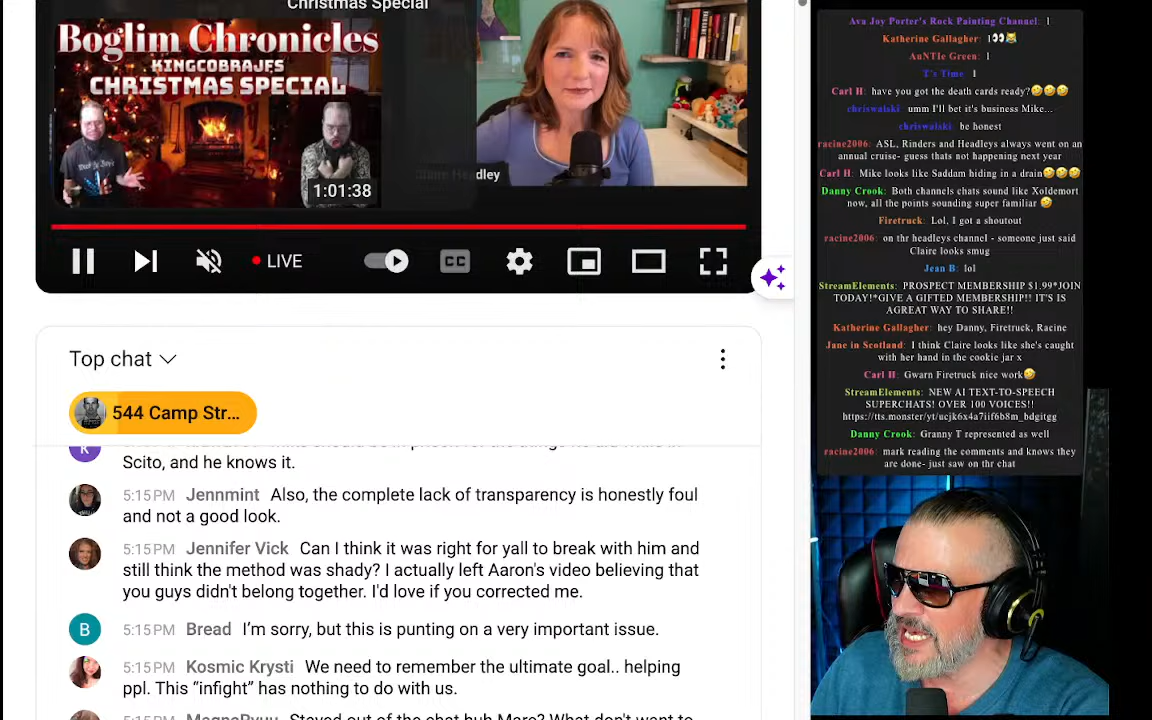 Christmas Special
Boglim Chronicles
KINGCOBRAJFS
CHRISTMAS SPECIAL
1:01:38
Headley
LIVE
CC
Top chat
544 Camp Str...
Scito, and he knows it.
5:15 PM Jennmint Also, the complete lack of transparency is honestly foul
and not a good look.
5:15 PM Jennifer Vick Can I think it was right for yall to break with him and
still think the method was shady? I actually left Aaron's video believing that
you guys didn't belong together. I'd love if you corrected me.
B
5:15 PM Bread I'm sorry, but this is punting on a very important issue.
5:15 PM Kosmic Krysti We need to remember the ultimate goal.. helping
ppl. This "infight" has nothing to do with us.
Ava Joy Porter's Rock Painting Channel: 1
Katherine Gallagher: 1👀😹
AuNTIe Green: 1
T's Time: 1
Carl H: have you got the death cards ready?🤣🤣🤣
chriswalski: umm I'll bet it's business Mike...
chriswalski: be honest
racine2006: ASL, Rinders and Headleys always went on an
annual cruise- guess thats not happening next year
Carl H: Mike looks like Saddam hiding in a drain🤣🤣🤣
Danny Crook: Both channels chats sound like Xoldemort
now, all the points sounding super familiar 🤣
Firetruck: Lol, I got a shoutout
racine2006: on thr headleys channel - someone just said
Claire looks smug
Jean B: lol
StreamElements: PROSPECT MEMBERSHIP $1.99*JOIN
TODAY!*GIVE A GIFTED MEMBERSHIP!! IT'S IS
AGREAT WAY TO SHARE!!
Katherine Gallagher: hey Danny, Firetruck, Racine
Jane in Scotland: I think Claire looks like she's caught
with her hand in the cookie jar x
Carl H: Gwarn Firetruck nice work🤣
StreamElements: NEW AI TEXT-TO-SPEECH
SUPERCHATS! OVER 100 VOICES!!
https://tts.monster/yt/ucjk6x4a7iif6b8m_bdgitgg
Danny Crook: Granny T represented as well
racine2006: mark reading the comments and knows they
are done- just saw on thr chat